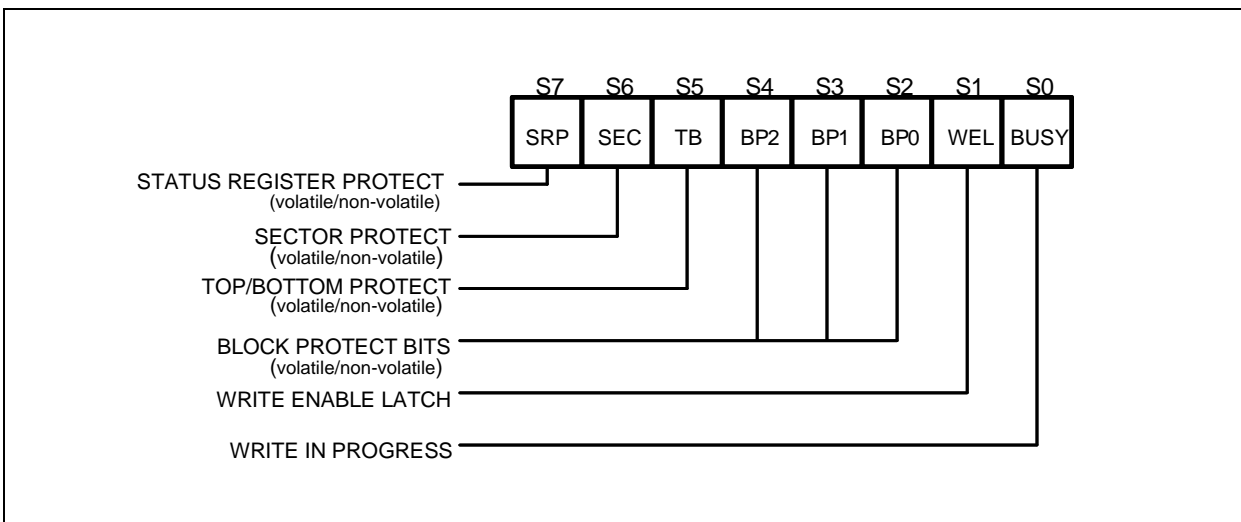 S7 S6 S5 S4 S3 S2 S1 S0
SRP SEC TB BP2 BP1 BP0 WEL BUSY
STATUS REGISTER PROTECT
(volatile/non-volatile)
SECTOR PROTECT
(volatile/non-volatile)
TOP/BOTTOM PROTECT
(volatile/non-volatile)
BLOCK PROTECT BITS
(volatile/non-volatile)
WRITE ENABLE LATCH
WRITE IN PROGRESS